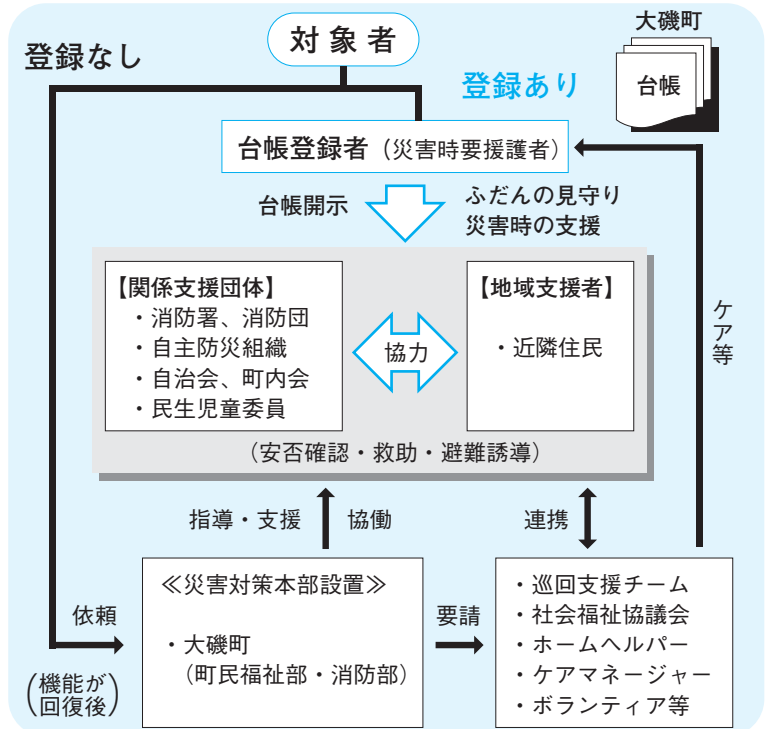 対象者
登録なし
登録あり
大磯町
台帳
台帳登録者（災害時要援護者）
台帳開示
ふだんの見守り
災害時の支援
【関係支援団体】
・消防署、消防団
・自主防災組織
・自治会、町内会
・民生児童委員
協力
【地域支援者】
・近隣住民
（安否確認・救助・避難誘導）
ケア等
指導・支援
協働
連携
依頼
（機能が
回復後）
≪災害対策本部設置≫
・大磯町
（町民福祉部・消防部）
要請
・巡回支援チーム
・社会福祉協議会
・ホームヘルパー
・ケアマネージャー
・ボランティア等